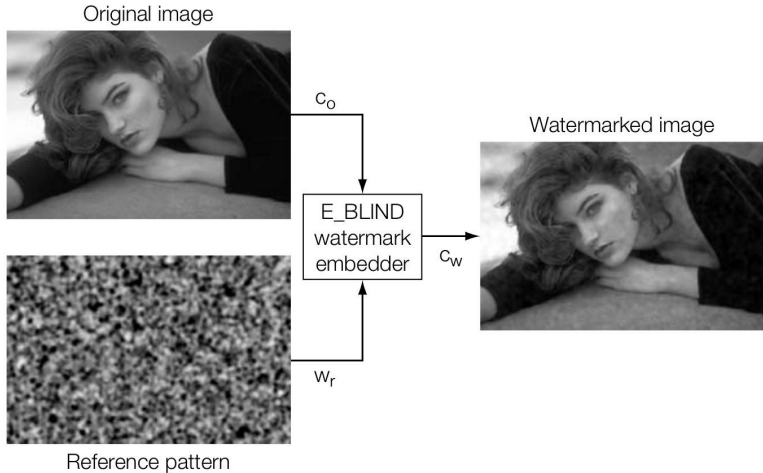 Original image
c_o
Watermarked image
E_BLIND
watermark
embedder
c_w
w_r
Reference pattern